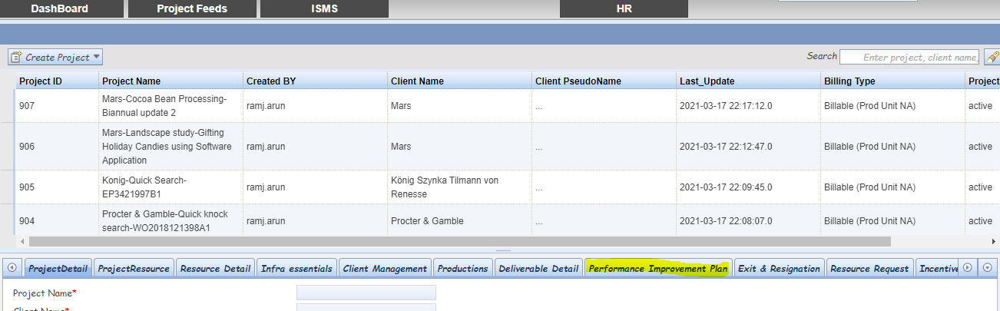 DashBoard Project Feeds ISMS HR
Create Project Search Enter project, client name,
Project ID Project Name Created BY Client Name Client PseudoName Last_Update Billing Type Project
907 Mars-Cocoa Bean Processing- ramj.arun Mars ... 2021-03-17 22:17:12.0 Billable (Prod Unit NA) active
Biannual update 2
Mars-Landscape study-Gifting
906 Holiday Candies using Software ramj.arun Mars ... 2021-03-17 22:12:47.0 Billable (Prod Unit NA) active
Application
905 Konig-Quick Search- ramj.arun König Szynka Tilmann von ... 2021-03-17 22:09:45.0 Billable (Prod Unit NA) active
EP3421997B1 Renesse
904 Procter & Gamble-Quick knock ramj.arun Procter & Gamble ... 2021-03-17 22:08:07.0 Billable (Prod Unit NA) active
search-WO2018121398A1
ProjectDetail ProjectResource Resource Detail Infra essentials Client Management Productions Deliverable Detail Performance Improvement Plan Exit & Resignation Resource Request Incentive
Project Name*
Client Name*